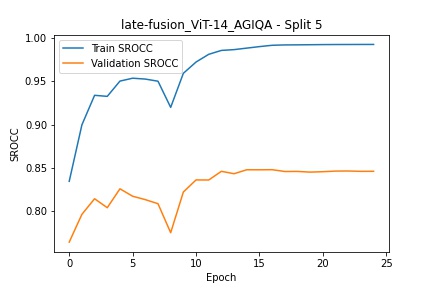 late-fusion_ViT-14_AGIQA - Split 5
Train SROCC
Validation SROCC
1.00
0.95
0.90
0.85
0.80
SROCC
0 5 10 15 20 25
Epoch